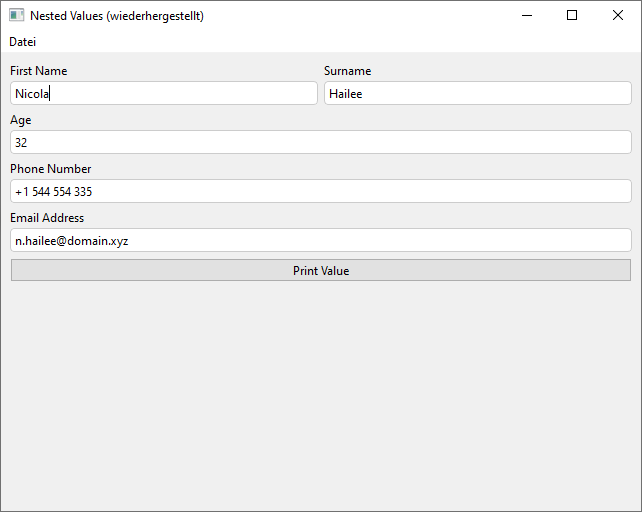 Nested Values (wiederhergestellt)
Datei
First Name Surname
Nicola Hailee
Age
32
Phone Number
+1 544 554 335
Email Address
n.hailee@domain.xyz
Print Value